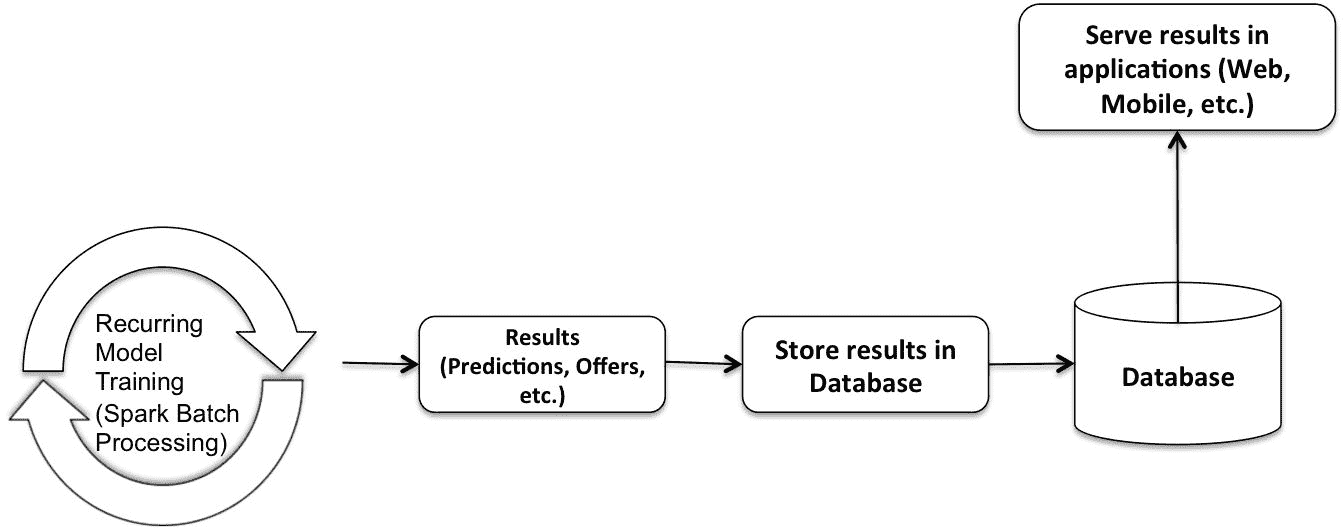 Serve results in
applications (Web,
Mobile, etc.)
Recurring
Model
Training
(Spark Batch
Processing)
Results
(Predictions, Offers,
etc.)
Store results in
Database
Database